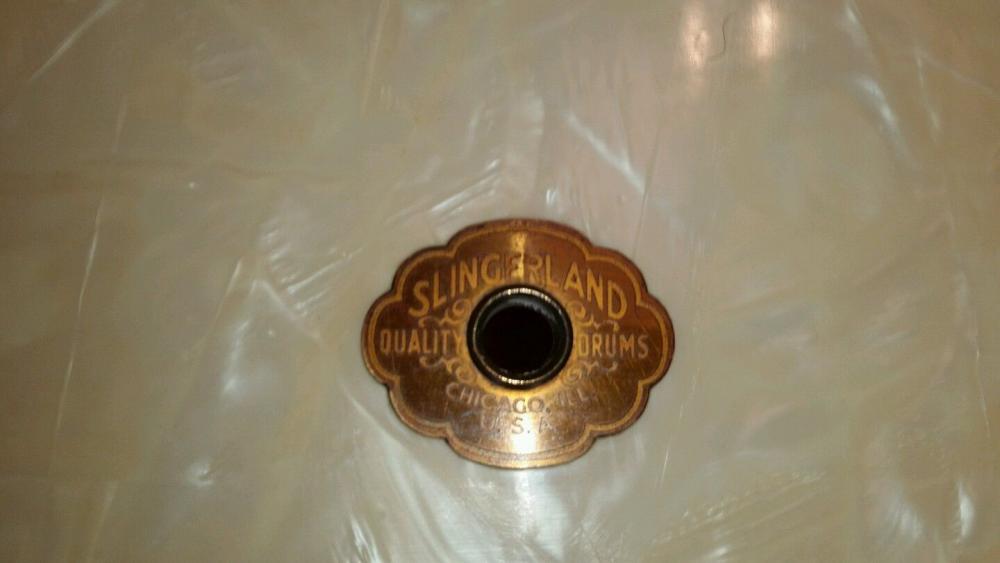 SLINGERLAND
QUALITY DRUMS
CHICAGO, ILL.
U.S.A.